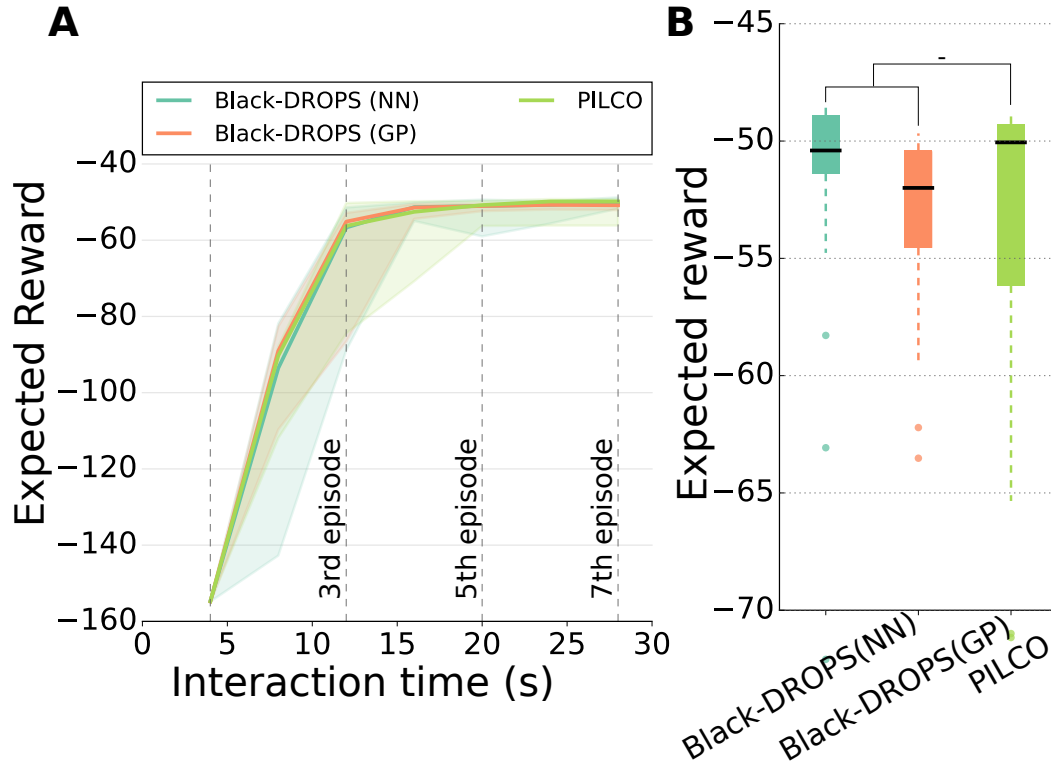 A
Black-DROPS (NN)
Black-DROPS (GP)
PILCO
Expected Reward
−40
−60
−80
−100
−120
−140
−160
3rd episode
5th episode
7th episode
0 5 10 15 20 25 30
Interaction time (s)
B
Expected reward
−45
−50
−55
−60
−65
−70
-
Black-DROPS(NN)
Black-DROPS(GP)
PILCO